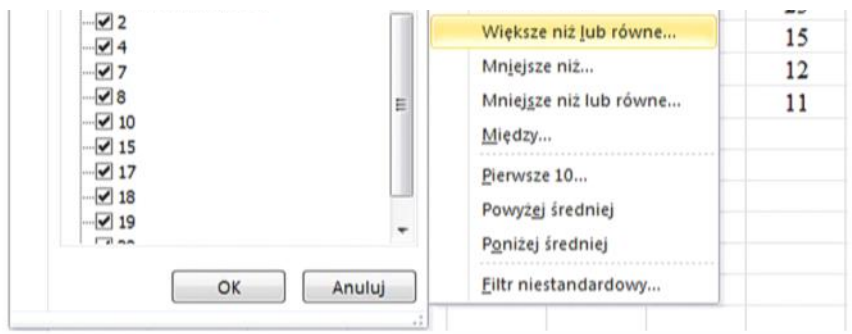 2
4
7
8
10
15
17
18
19
OK Anuluj
Większe niż lub równe...
Mniejsze niż...
Mniejsze niż lub równe...
Między...
Pierwsze 10...
Powyżej średniej
Poniżej średniej
Filtr niestandardowy...
15
12
11